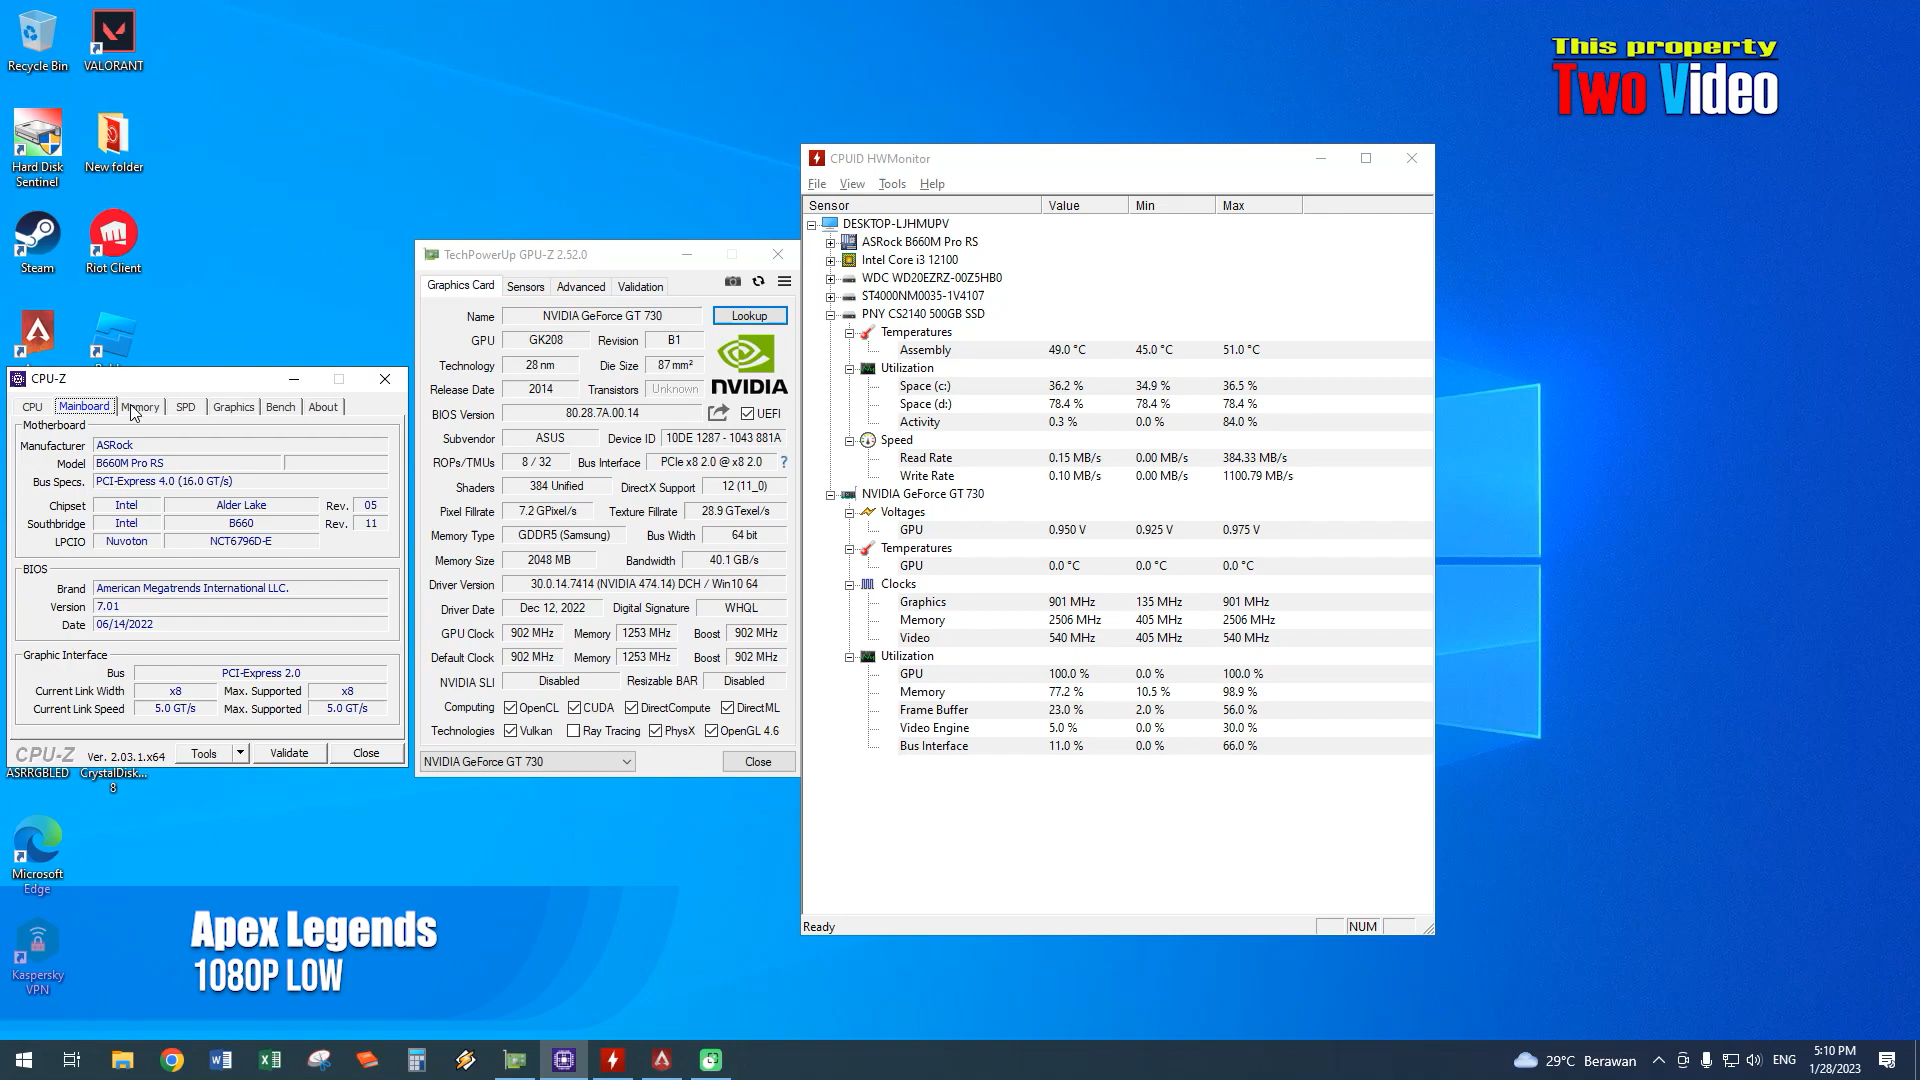 Recycle Bin
VALORANT
Hard Disk
Sentinel
New folder
Steam
Riot Client
This property
Two Video
CPU-Z
CPU Mainboard Memory SPD Graphics Bench About
Motherboard
Manufacturer ASRock
Model B660M Pro RS
Bus Specs. PCI-Express 4.0 (16.0 GT/s)
Chipset Intel Alder Lake Rev. 05
Southbridge Intel B660 Rev. 11
LPCIO Nuvoton NCT6796D-E
BIOS
Brand American Megatrends International LLC.
Version 7.01
Date 06/14/2022
Graphic Interface
Bus PCI-Express 2.0
Current Link Width x8 Max. Supported x8
Current Link Speed 5.0 GT/s Max. Supported 5.0 GT/s
CPU-Z Ver. 2.03.1.x64 Tools Validate Close
ASRRGBLED
CrystalDisk...
8
Microsoft
Edge
Kaspersky
VPN
TechPowerUp GPU-Z 2.52.0
Graphics Card Sensors Advanced Validation
Name NVIDIA GeForce GT 730 Lookup
GPU GK208 Revision B1
Technology 28 nm Die Size 87 mm²
Release Date 2014 Transistors Unknown
NVIDIA
BIOS Version 80.28.7A.00.14 UEFI
Subvendor ASUS Device ID 10DE 1287 - 1043 881A
ROPs/TMUs 8 / 32 Bus Interface PCIe x8 2.0 @ x8 2.0 ?
Shaders 384 Unified DirectX Support 12 (11_0)
Pixel Fillrate 7.2 GPixel/s Texture Fillrate 28.9 GTexel/s
Memory Type GDDR5 (Samsung) Bus Width 64 bit
Memory Size 2048 MB Bandwidth 40.1 GB/s
Driver Version 30.0.14.7414 (NVIDIA 474.14) DCH / Win10 64
Driver Date Dec 12, 2022 Digital Signature WHQL
GPU Clock 902 MHz Memory 1253 MHz Boost 902 MHz
Default Clock 902 MHz Memory 1253 MHz Boost 902 MHz
NVIDIA SLI Disabled Resizable BAR Disabled
Computing OpenCL CUDA DirectCompute DirectML
Technologies Vulkan Ray Tracing PhysX OpenGL 4.6
NVIDIA GeForce GT 730 Close
CPUID HWMonitor
File View Tools Help
Sensor Value Min Max
DESKTOP-LJHMUPV
ASRock B660M Pro RS
Intel Core i3 12100
WDC WD20EZRZ-00Z5HB0
ST4000NM0035-1V4107
PNY CS2140 500GB SSD
Temperatures
Assembly 49.0 °C 45.0 °C 51.0 °C
Utilization
Space (c:) 36.2 % 34.9 % 36.5 %
Space (d:) 78.4 % 78.4 % 78.4 %
Activity 0.3 % 0.0 % 84.0 %
Speed
Read Rate 0.15 MB/s 0.00 MB/s 384.33 MB/s
Write Rate 0.10 MB/s 0.00 MB/s 1100.79 MB/s
NVIDIA GeForce GT 730
Voltages
GPU 0.950 V 0.925 V 0.975 V
Temperatures
GPU 0.0 °C 0.0 °C 0.0 °C
Clocks
Graphics 901 MHz 135 MHz 901 MHz
Memory 2506 MHz 405 MHz 2506 MHz
Video 540 MHz 405 MHz 540 MHz
Utilization
GPU 100.0 % 0.0 % 100.0 %
Memory 77.2 % 10.5 % 98.9 %
Frame Buffer 23.0 % 2.0 % 56.0 %
Video Engine 5.0 % 0.0 % 30.0 %
Bus Interface 11.0 % 0.0 % 66.0 %
Ready NUM
Apex Legends
1080P LOW
29°C Berawan ENG 5:10 PM
1/28/2023